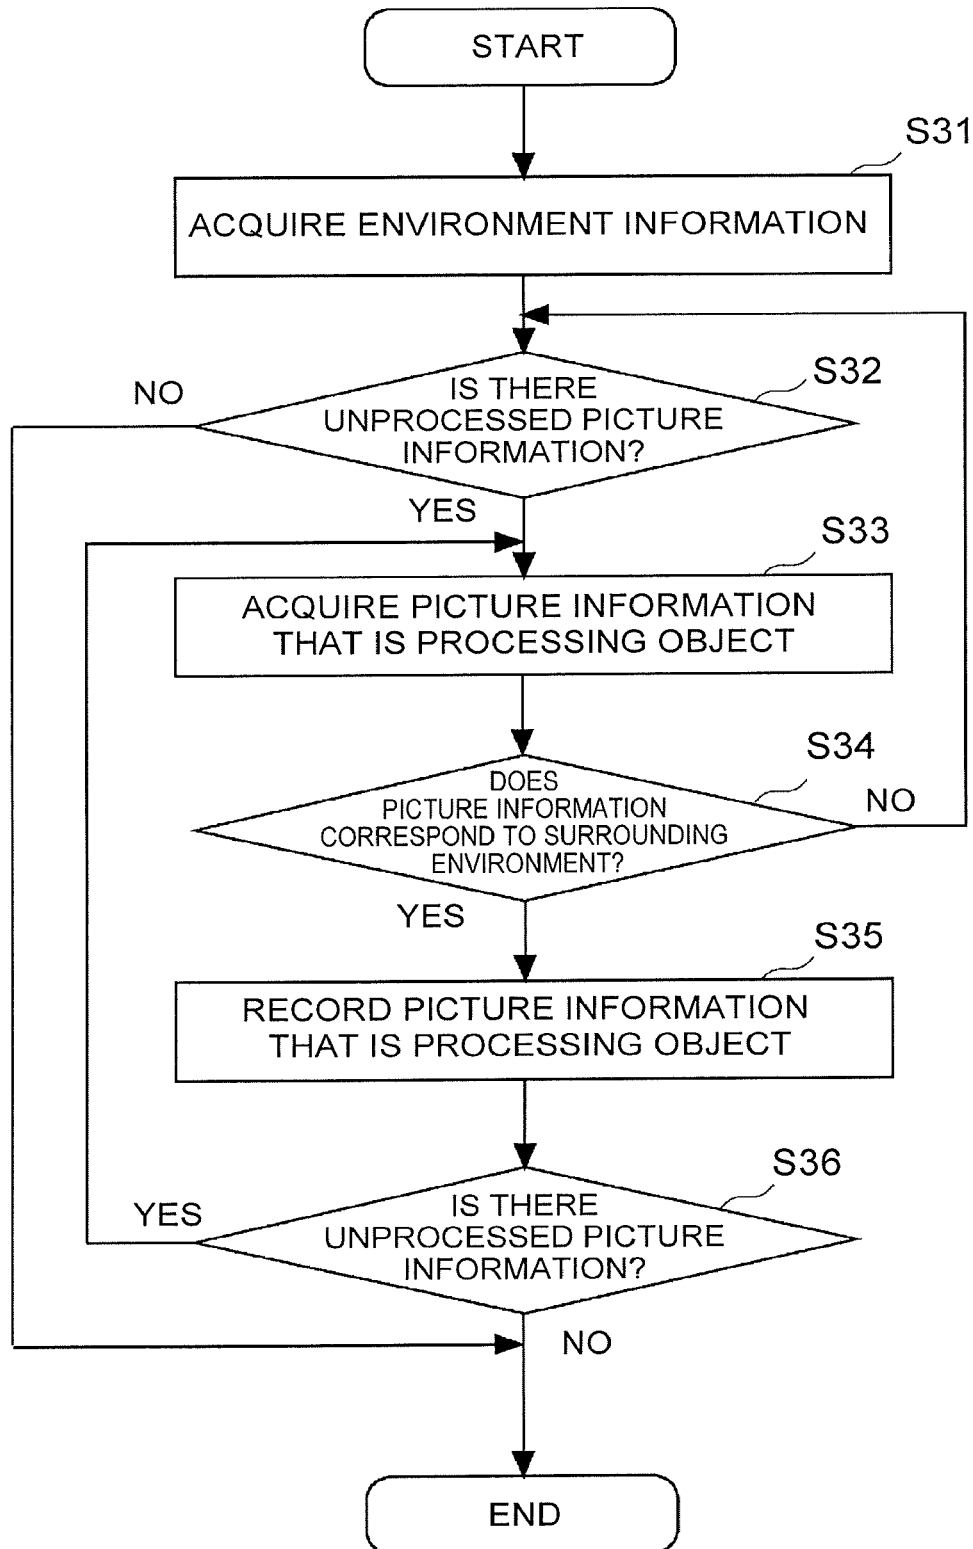 START
S31
ACQUIRE ENVIRONMENT INFORMATION
S32
NO
IS THERE
UNPROCESSED PICTURE
INFORMATION?
YES
S33
ACQUIRE PICTURE INFORMATION
THAT IS PROCESSING OBJECT
S34
DOES
PICTURE INFORMATION
CORRESPOND TO SURROUNDING
ENVIRONMENT?
NO
YES
S35
RECORD PICTURE INFORMATION
THAT IS PROCESSING OBJECT
S36
YES
IS THERE
UNPROCESSED PICTURE
INFORMATION?
NO
END